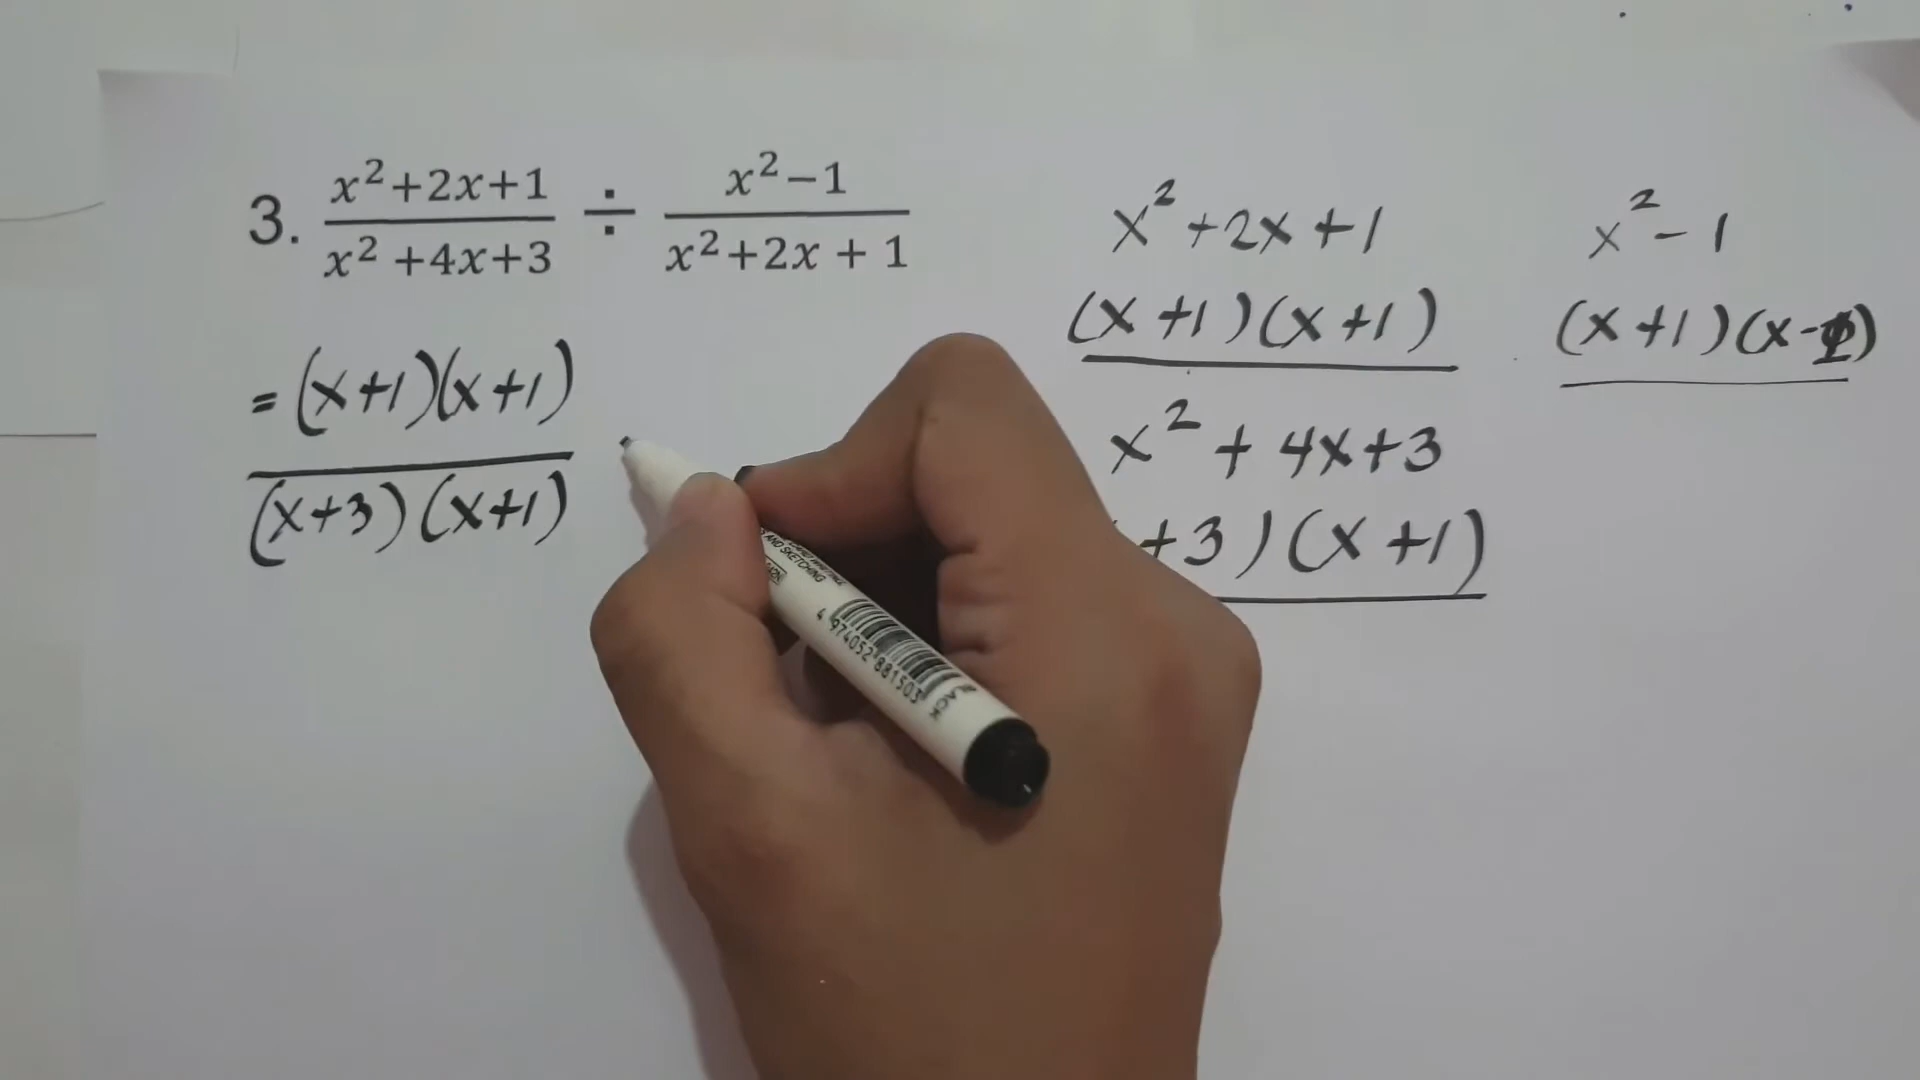 3. x²+2x+1 / x²+4x+3 ÷ x²−1 / x²+2x+1
= (x+1)(x+1)
(x+3)(x+1)
x²+2x+1
(x+1)(x+1)
x²+4x+3
+3)(x+1)
x²-1
(x+1)(x-1)
AND SKETCHING
4 974052 881503